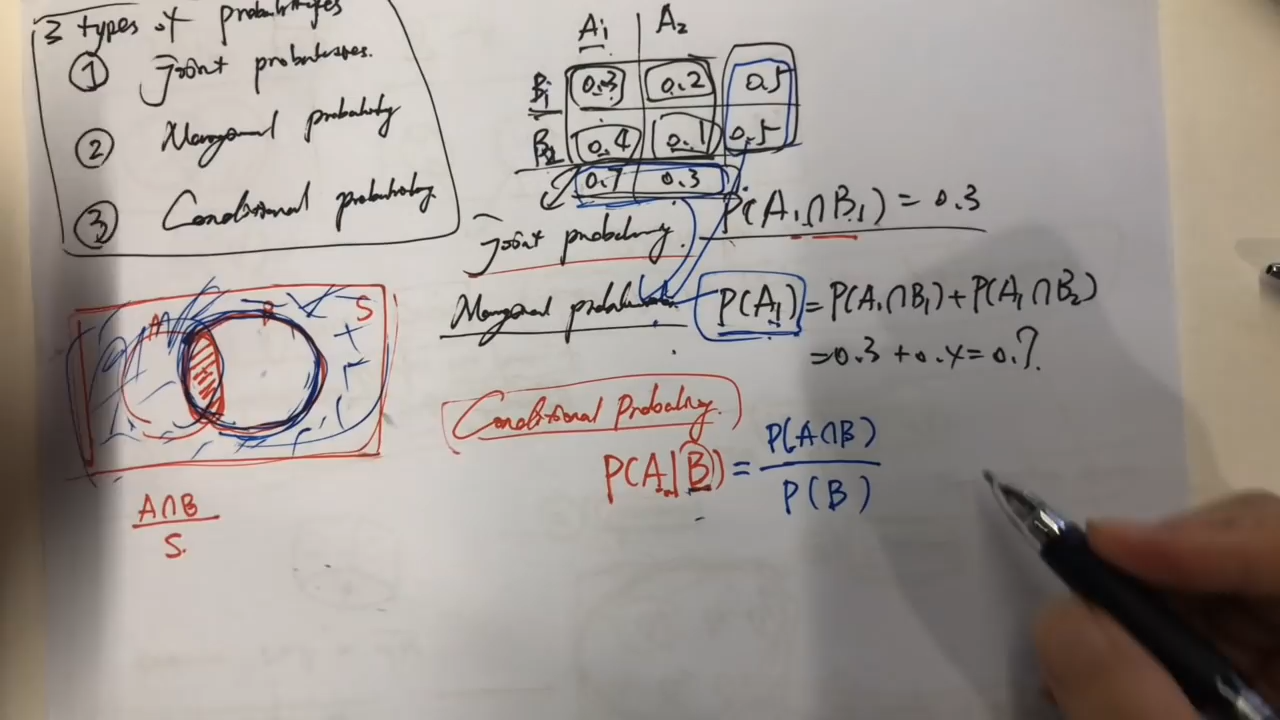 3 types of probabilities
① Joint probabilities.
② Marginal probability
③ Conditional probability
A1 A2
B1 0.3 0.2 0.5
B2 0.4 0.1 0.5
0.7 0.3
Joint probability. P(A1∩B1) = 0.3
Marginal probabilities P(A1) = P(A1∩B1) + P(A1∩B2)
= 0.3 + 0.4 = 0.7
A B S
A∩B
S.
Conditional Probability.
P(A|B) = P(A∩B)
P(B)